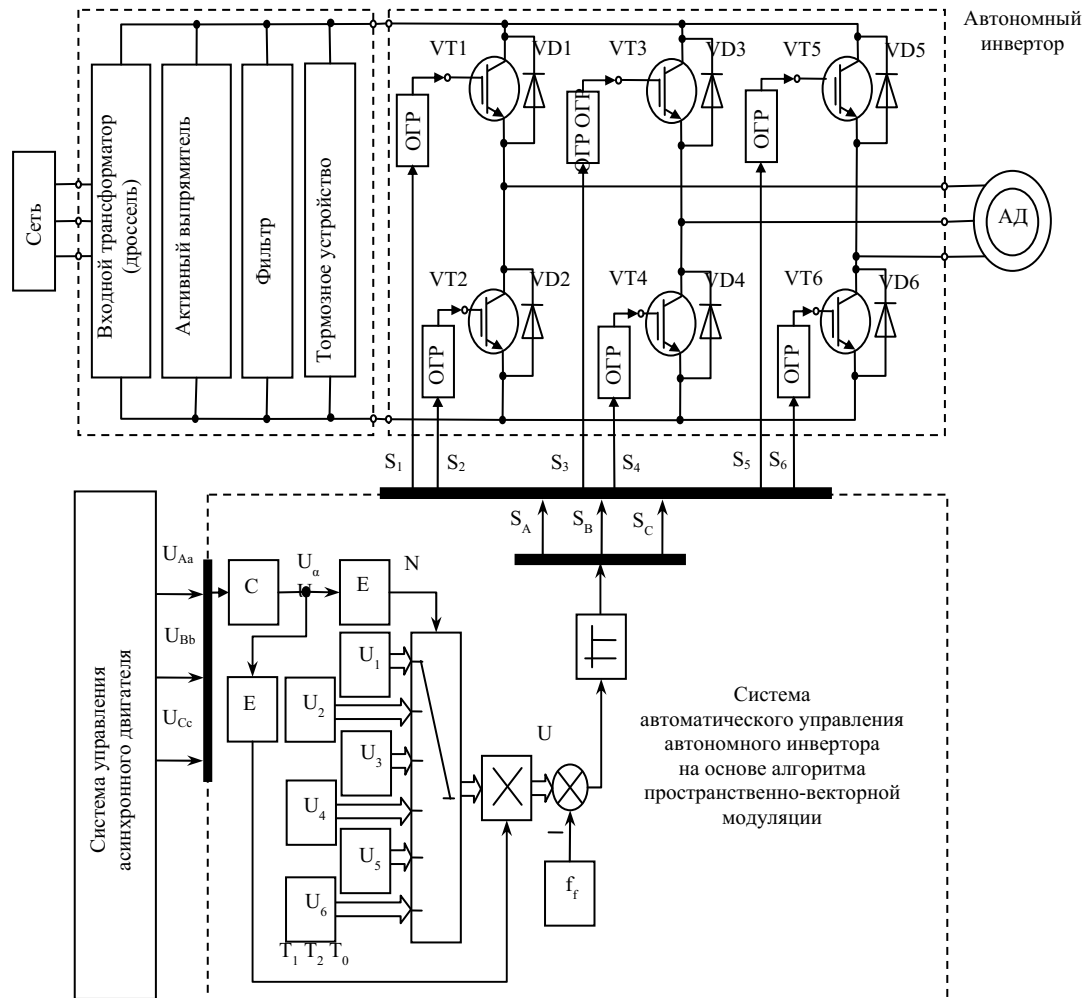 Автономный
инвертор
VT1
VD1
VT3
VD3
VT5
VD5
ОГР
ОГР ОГР
ОГР
Сеть
Входной трансформатор
(дроссель)
Активный выпрямитель
Фильтр
Тормозное устройство
АД
VT2
VD2
VT4
VD4
VT6
VD6
ОГР
ОГР
ОГР
S1
S2
S3
S4
S5
S6
SA
SB
SC
Система управления
асинхронного двигателя
UAa
UBb
UCc
C
Uα
E
N
E
U1
U2
U3
U4
U5
U6
T1 T2 T0
U
ff
Система
автоматического управления
автономного инвертора
на основе алгоритма
пространственно-векторной
модуляции